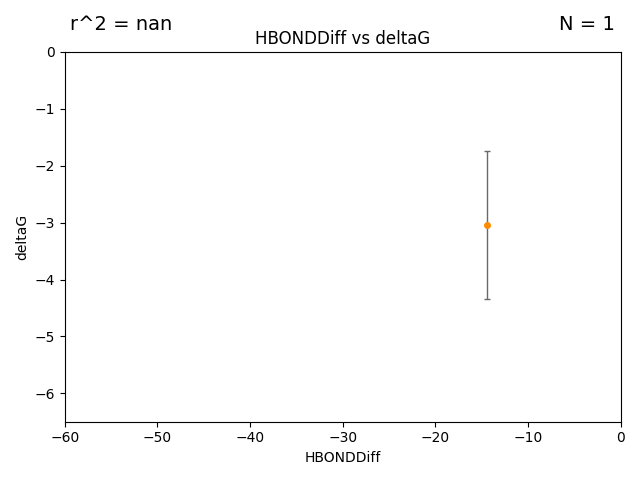 r^2 = nan
N = 1
HBONDDiff vs deltaG
0
−1
−2
−3
−4
−5
−6
deltaG
−60
−50
−40
−30
−20
−10
0
HBONDDiff